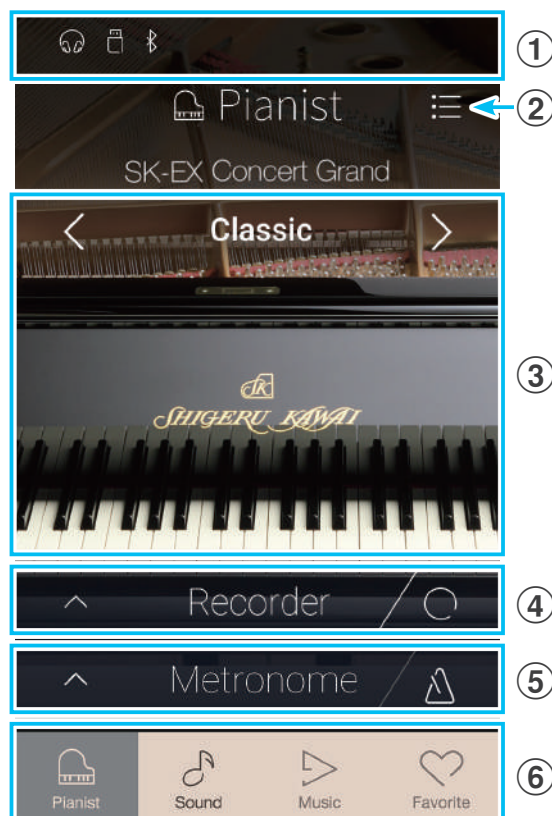 ①
Pianist
②
SK-EX Concert Grand
Classic
③
SK
SHIGERU KAWAI
Recorder
④
Metronome
⑤
Pianist Sound Music Favorite
⑥